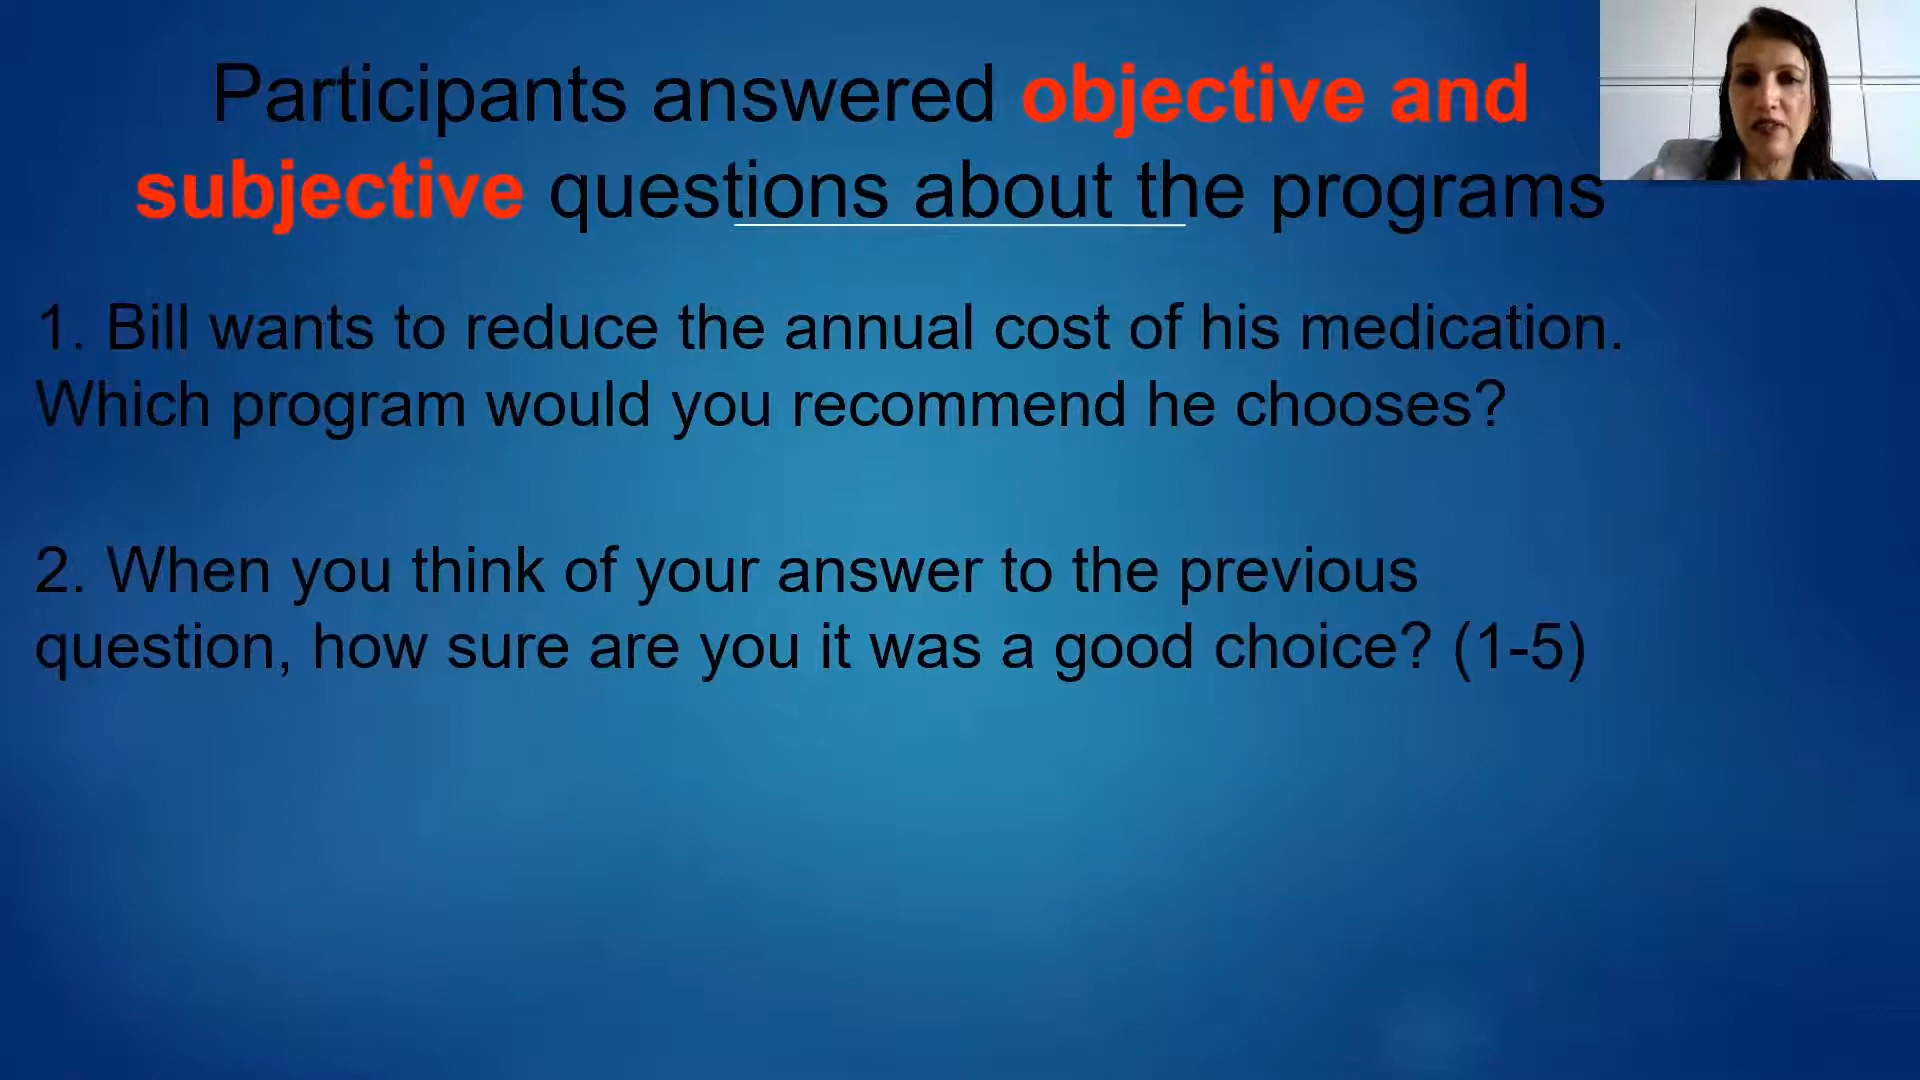 Participants answered objective and
subjective questions about the programs
1. Bill wants to reduce the annual cost of his medication.
Which program would you recommend he chooses?
2. When you think of your answer to the previous
question, how sure are you it was a good choice? (1-5)